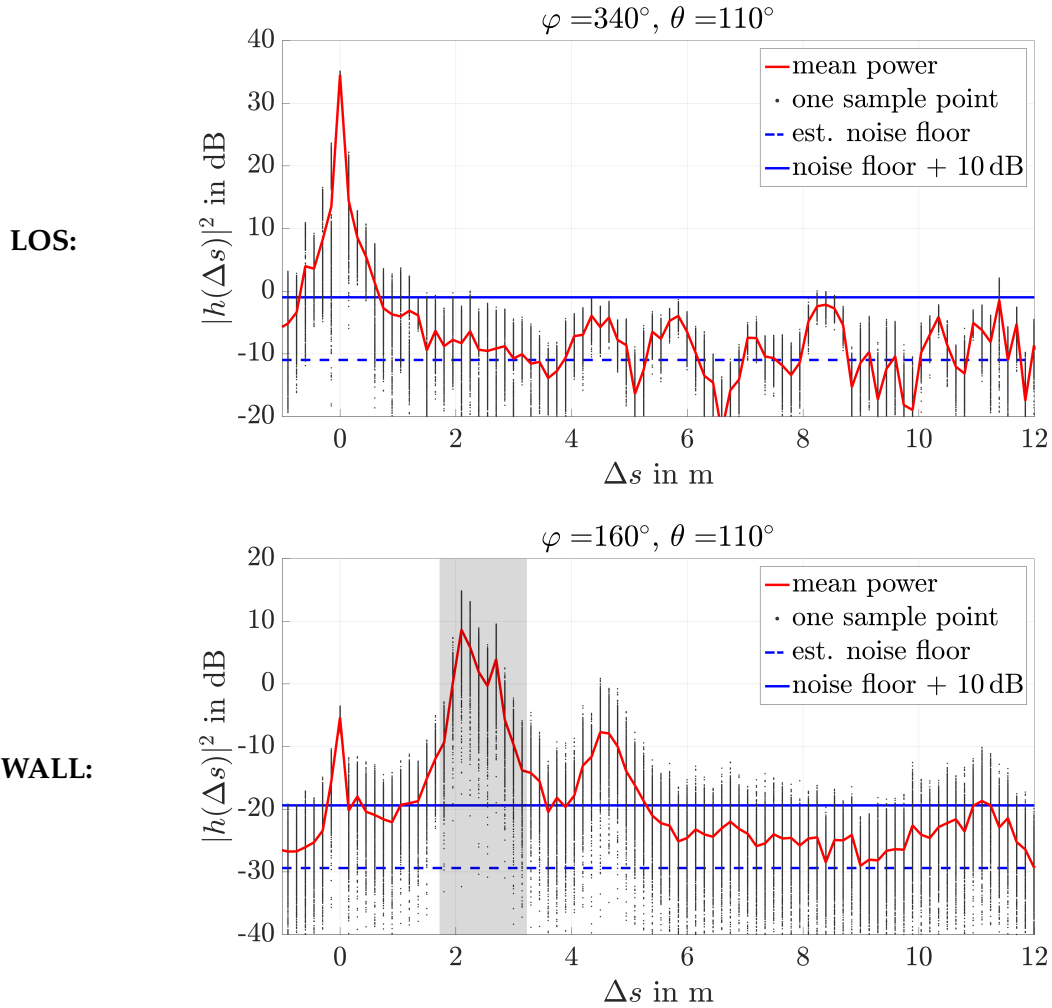 φ =340°, θ =110°
LOS:
|h(Δs)|² in dB
40
30
20
10
0
-10
-20
mean power
one sample point
est. noise floor
noise floor + 10 dB
0 2 4 6 8 10 12
Δs in m
φ =160°, θ =110°
WALL:
|h(Δs)|² in dB
20
10
0
-10
-20
-30
-40
mean power
one sample point
est. noise floor
noise floor + 10 dB
0 2 4 6 8 10 12
Δs in m